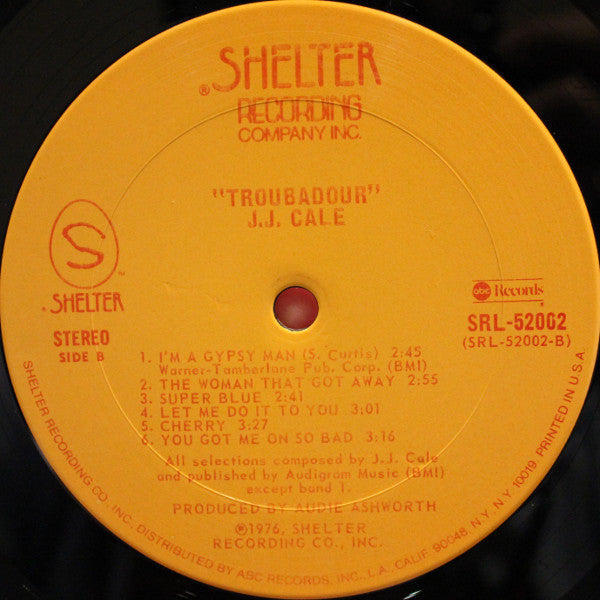 ®SHELTER
RECORDING
COMPANY INC.
"TROUBADOUR"
J.J. CALE
S
™
SHELTER
abc Records
STEREO
SIDE B
SRL-52002
(SRL-52002-B)
1. I'M A GYPSY MAN (S. Curtis) 2:45
Warner-Tamberlane Pub. Corp. (BMI)
2. THE WOMAN THAT GOT AWAY 2:55
3. SUPER BLUE 2:41
4. LET ME DO IT TO YOU 3:01
5. CHERRY 3:27
6. YOU GOT ME ON SO BAD 3:16
All selections composed by J.J. Cale
and published by Audigram Music (BMI)
except band 1.
PRODUCED BY AUDIE ASHWORTH
℗1976, SHELTER
RECORDING CO., INC.
SHELTER RECORDING CO., INC. DISTRIBUTED BY ABC RECORDS, INC., L.A., CALIF. 90048, N.Y., N.Y. 10019 PRINTED IN U.S.A.